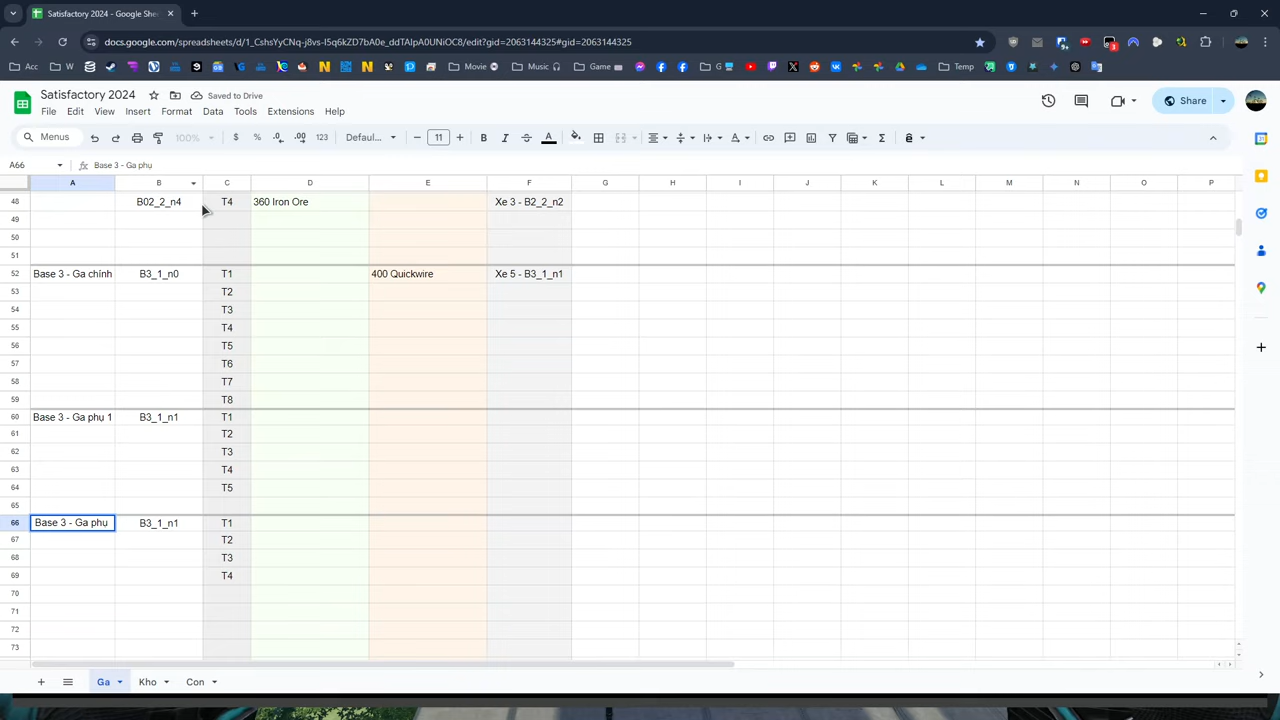 Satisfactory 2024 - Google She
docs.google.com/spreadsheets/d/1_CshsYyCNq-j8vs-I5q6kZD7bA0e_ddTAlpA0UNiOC8/edit?gid=2063144325#gid=2063144325
Acc W Movie Music Game G Temp
Satisfactory 2024 Saved to Drive
File Edit View Insert Format Data Tools Extensions Help
Share
Menus 100% $ % .0 .00 123 Defaul... 11 B I A
A66 fx Base 3 - Ga phụ
A B C D E F G H I J K L M N O P
48 B02_2_n4 T4 360 Iron Ore Xe 3 - B2_2_n2
49
50
51
52 Base 3 - Ga chính B3_1_n0 T1 400 Quickwire Xe 5 - B3_1_n1
53 T2
54 T3
55 T4
56 T5
57 T6
58 T7
59 T8
60 Base 3 - Ga phụ 1 B3_1_n1 T1
61 T2
62 T3
63 T4
64 T5
65
66 Base 3 - Ga phụ B3_1_n1 T1
67 T2
68 T3
69 T4
70
71
72
73
Ga Kho Con